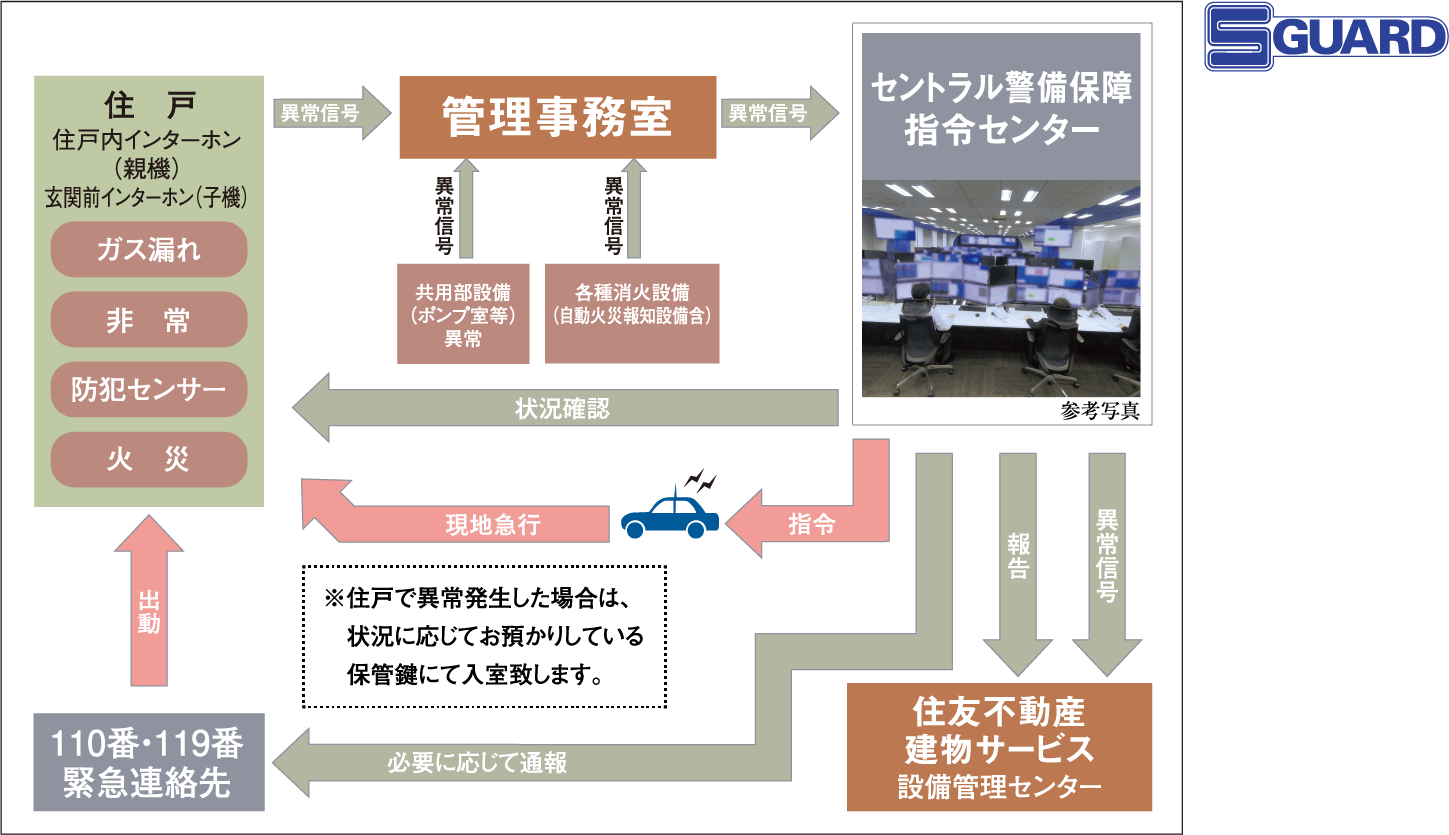 S GUARD
住　戸
住戸内インターホン
（親機）
玄関前インターホン（子機）
ガス漏れ
非　常
防犯センサー
火　災
異常信号
管理事務室
異常信号
セントラル警備保障
指令センター
参考写真
異常信号
異常信号
共用部設備
（ポンプ室等）
異常
各種消火設備
（自動火災報知設備含）
状況確認
現地急行
指令
報告
異常信号
出動
※住戸で異常発生した場合は、
状況に応じてお預かりしている
保管鍵にて入室致します。
110番・119番
緊急連絡先
必要に応じて通報
住友不動産
建物サービス
設備管理センター